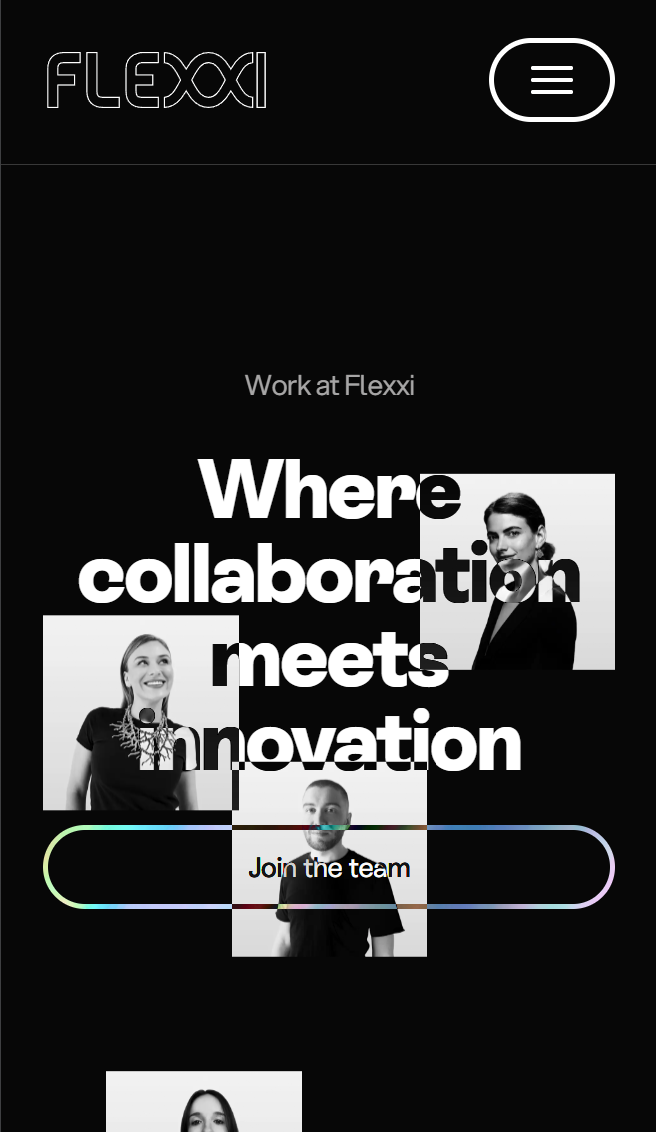 FLEXXI
Work at Flexxi
Where
collaboration
meets
innovation
Join the team